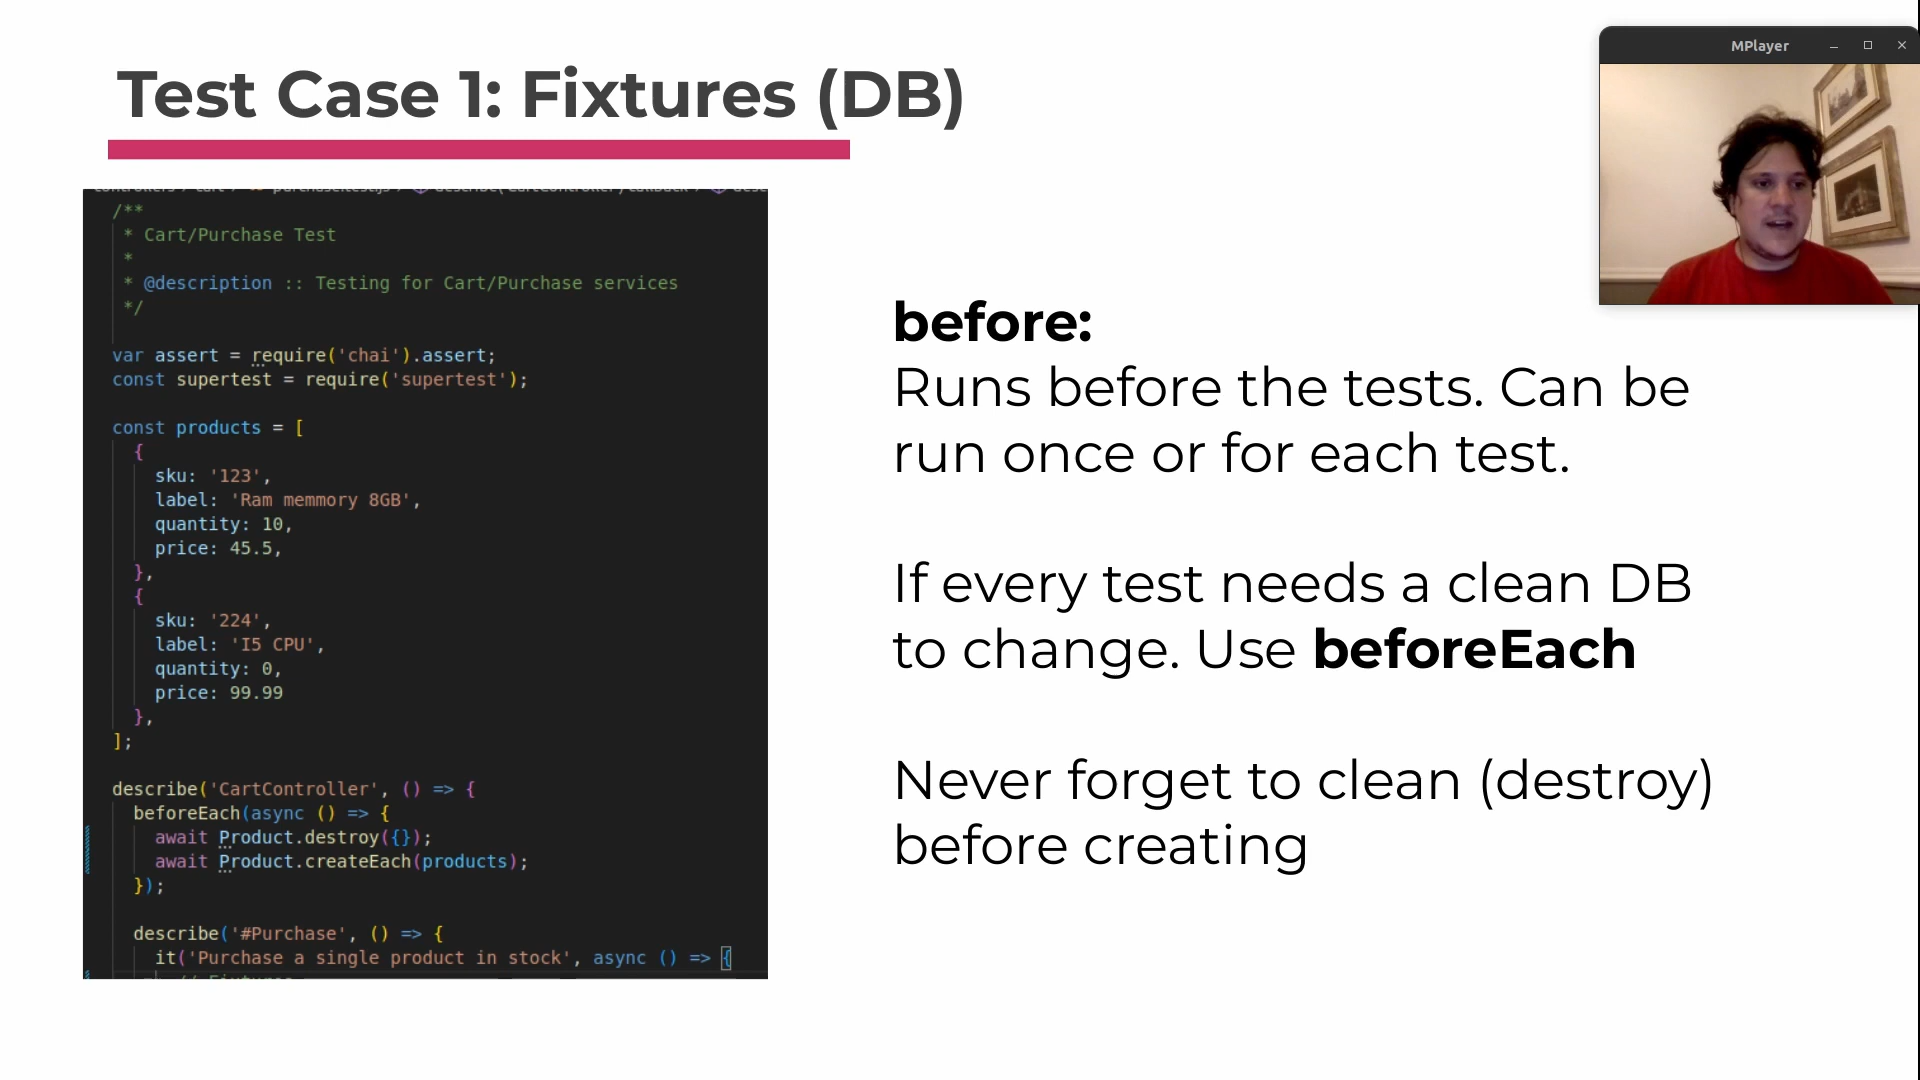 Test Case 1: Fixtures (DB)
MPlayer
/**
* Cart/Purchase Test
*
* @description :: Testing for Cart/Purchase services
*/
var assert = require('chai').assert;
const supertest = require('supertest');
const products = [
{
sku: '123',
label: 'Ram memmory 8GB',
quantity: 10,
price: 45.5,
},
{
sku: '224',
label: 'I5 CPU',
quantity: 0,
price: 99.99
},
];
describe('CartController', () => {
beforeEach(async () => {
await Product.destroy({});
await Product.createEach(products);
});
describe('#Purchase', () => {
it('Purchase a single product in stock', async () => {
before:
Runs before the tests. Can be
run once or for each test.
If every test needs a clean DB
to change. Use beforeEach
Never forget to clean (destroy)
before creating